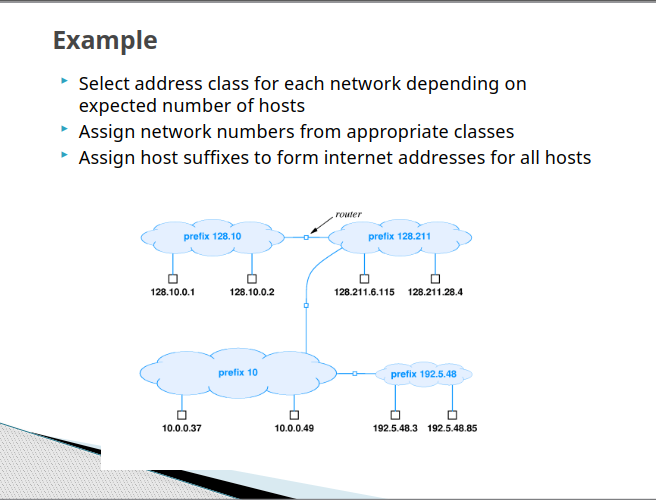 Example
Select address class for each network depending on
expected number of hosts
Assign network numbers from appropriate classes
Assign host suffixes to form internet addresses for all hosts
router
prefix 128.10
prefix 128.211
128.10.0.1
128.10.0.2
128.211.6.115
128.211.28.4
prefix 10
prefix 192.5.48
10.0.0.37
10.0.0.49
192.5.48.3
192.5.48.85